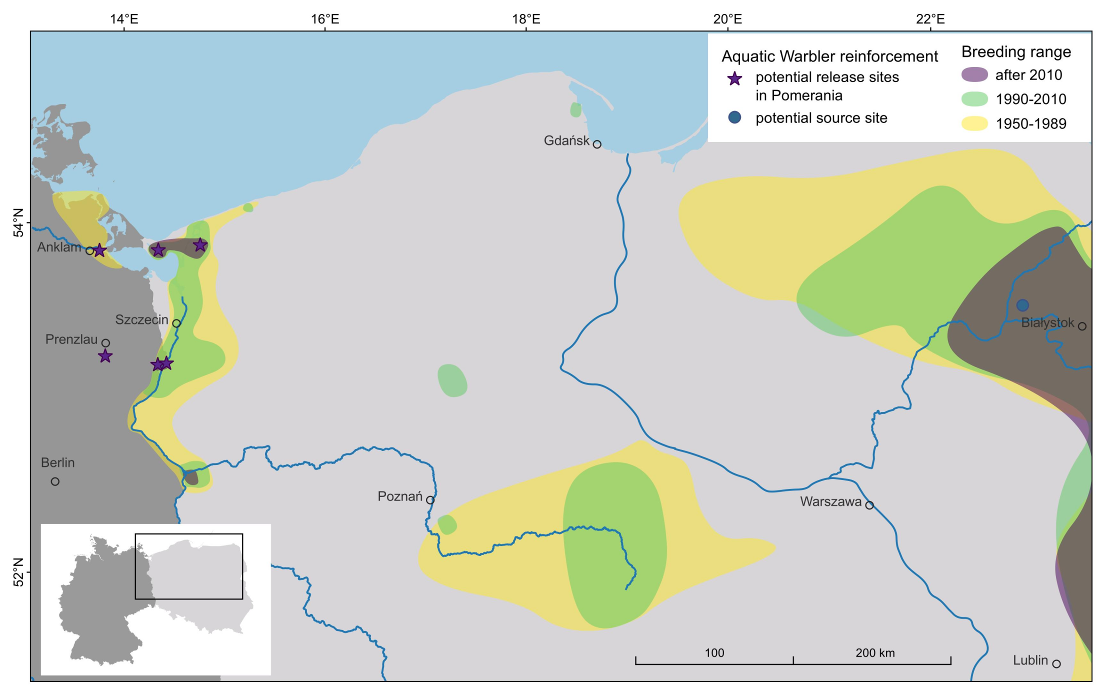 14°E 16°E 18°E 20°E 22°E
Aquatic Warbler reinforcement
potential release sites
in Pomerania
potential source site
Breeding range
after 2010
1990-2010
1950-1989
Gdańsk
54°N
Anklam
Szczecin
Prenzlau
Białystok
Berlin
Poznań
Warszawa
52°N
100 200 km
Lublin